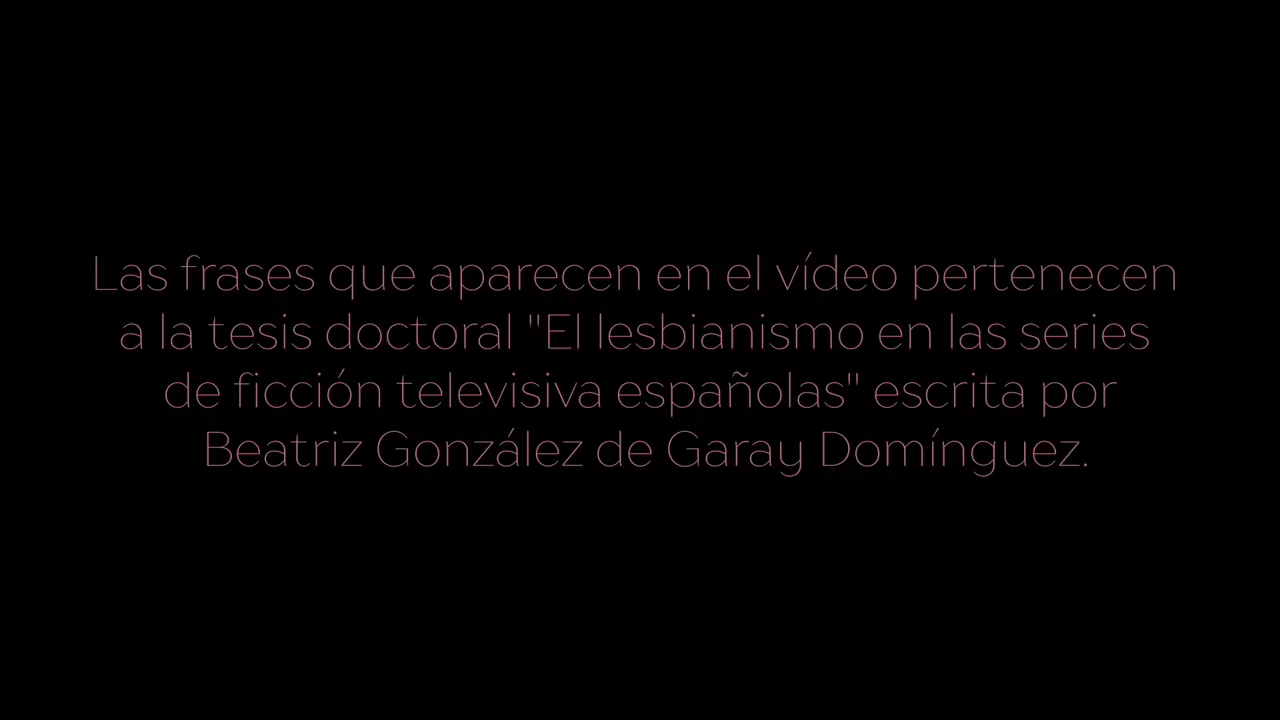 Las frases que aparecen en el vídeo pertenecen
a la tesis doctoral "El lesbianismo en las series
de ficción televisiva españolas" escrita por
Beatriz González de Garay Domínguez.